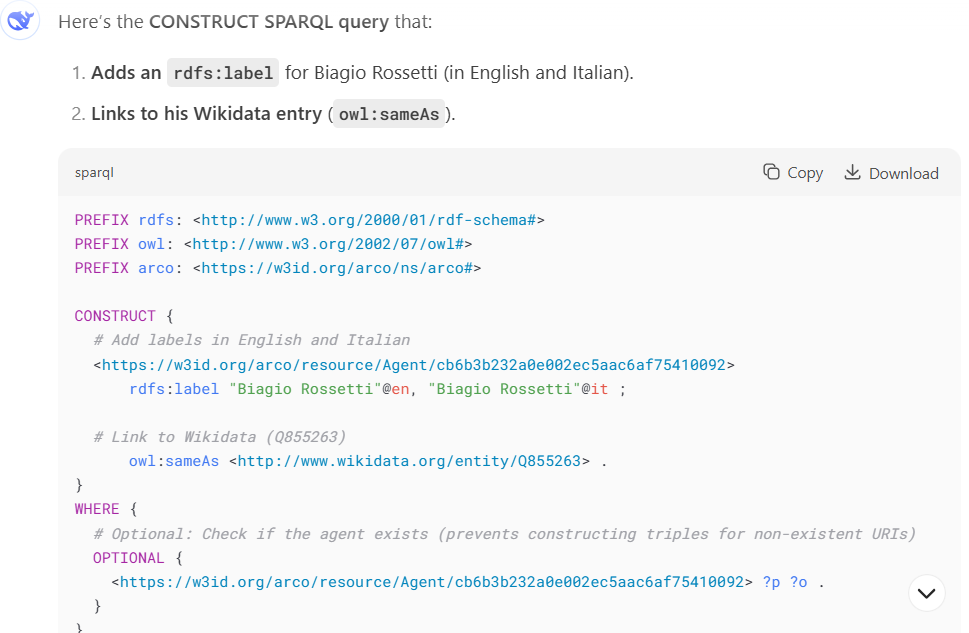 Here's the CONSTRUCT SPARQL query that:
1. Adds an rdfs:label for Biagio Rossetti (in English and Italian).
2. Links to his Wikidata entry (owl:sameAs).
sparql Copy Download
PREFIX rdfs: <http://www.w3.org/2000/01/rdf-schema#>
PREFIX owl: <http://www.w3.org/2002/07/owl#>
PREFIX arco: <https://w3id.org/arco/ns/arco#>
CONSTRUCT {
# Add labels in English and Italian
<https://w3id.org/arco/resource/Agent/cb6b3b232a0e002ec5aac6af75410092>
rdfs:label "Biagio Rossetti"@en, "Biagio Rossetti"@it ;
# Link to Wikidata (Q855263)
owl:sameAs <http://www.wikidata.org/entity/Q855263> .
}
WHERE {
# Optional: Check if the agent exists (prevents constructing triples for non-existent URIs)
OPTIONAL {
<https://w3id.org/arco/resource/Agent/cb6b3b232a0e002ec5aac6af75410092> ?p ?o .
}
}